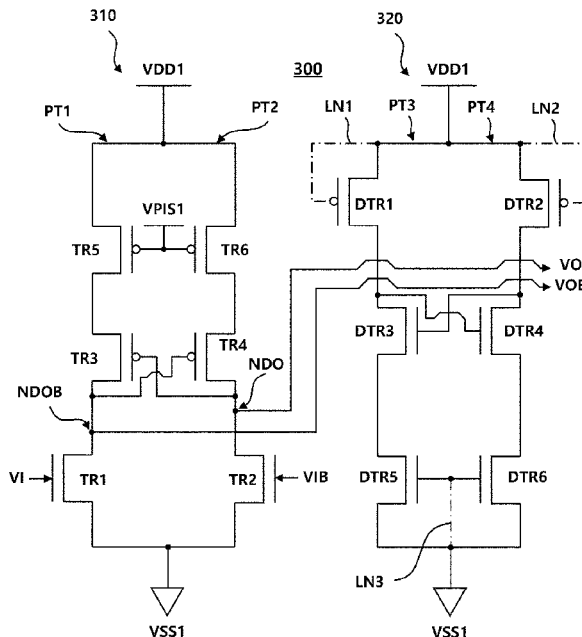 310
VDD1
300
320
VDD1
PT1
PT2
LN1
PT3
PT4
LN2
VPIS1
DTR1
DTR2
TR5
TR6
VO
VOB
TR3
TR4
DTR3
DTR4
NDO
NDOB
VI
TR1
TR2
VIB
DTR5
DTR6
LN3
VSS1
VSS1